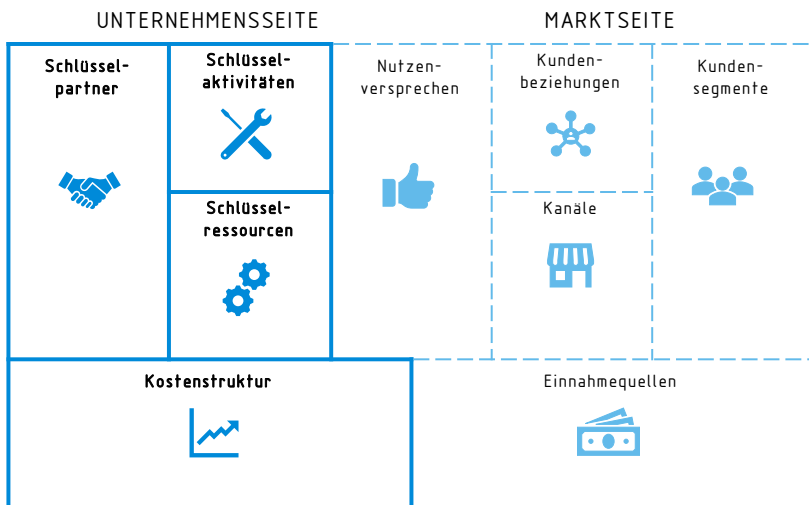 UNTERNEHMENSSEITE
MARKTSEITE
Schlüssel-
partner
Schlüssel-
aktivitäten
Schlüssel-
ressourcen
Nutzen-
versprechen
Kunden-
beziehungen
Kanäle
Kunden-
segmente
Kostenstruktur
Einnahmequellen